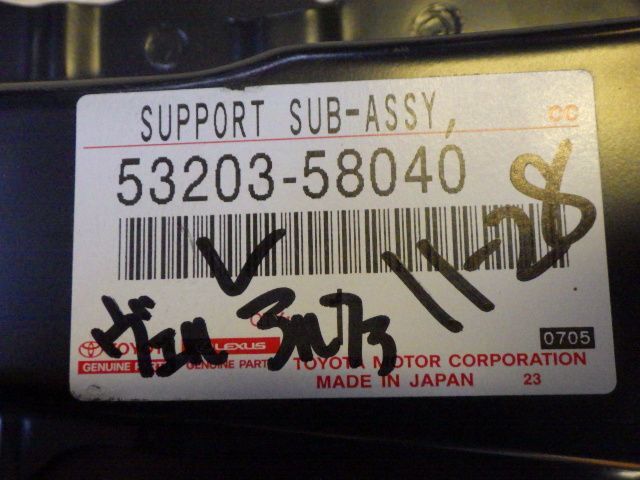 SUPPORT SUB-ASSY,
CC
53203-58040
11-28
V
0705
TOYOTA
LEXUS
GENUINE PARTS
GENUINE PARTS
TOYOTA MOTOR CORPORATION
MADE IN JAPAN 23